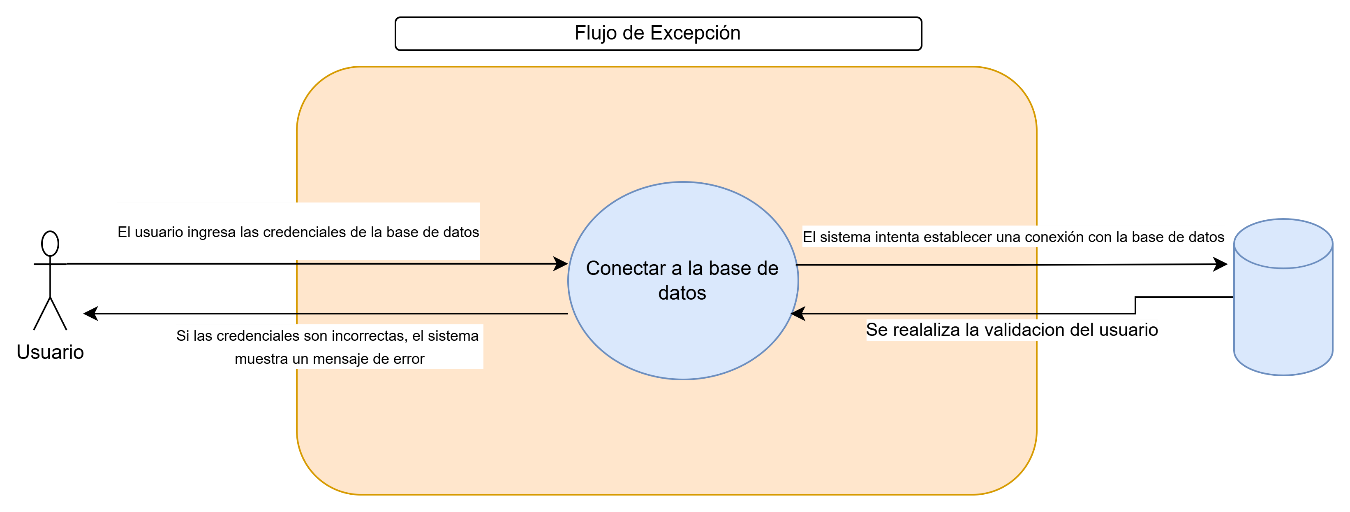 Flujo de Excepción
El usuario ingresa las credenciales de la base de datos
El sistema intenta establecer una conexión con la base de datos
Conectar a la base de
datos
Se realaliza la validacion del usuario
Si las credenciales son incorrectas, el sistema
muestra un mensaje de error
Usuario